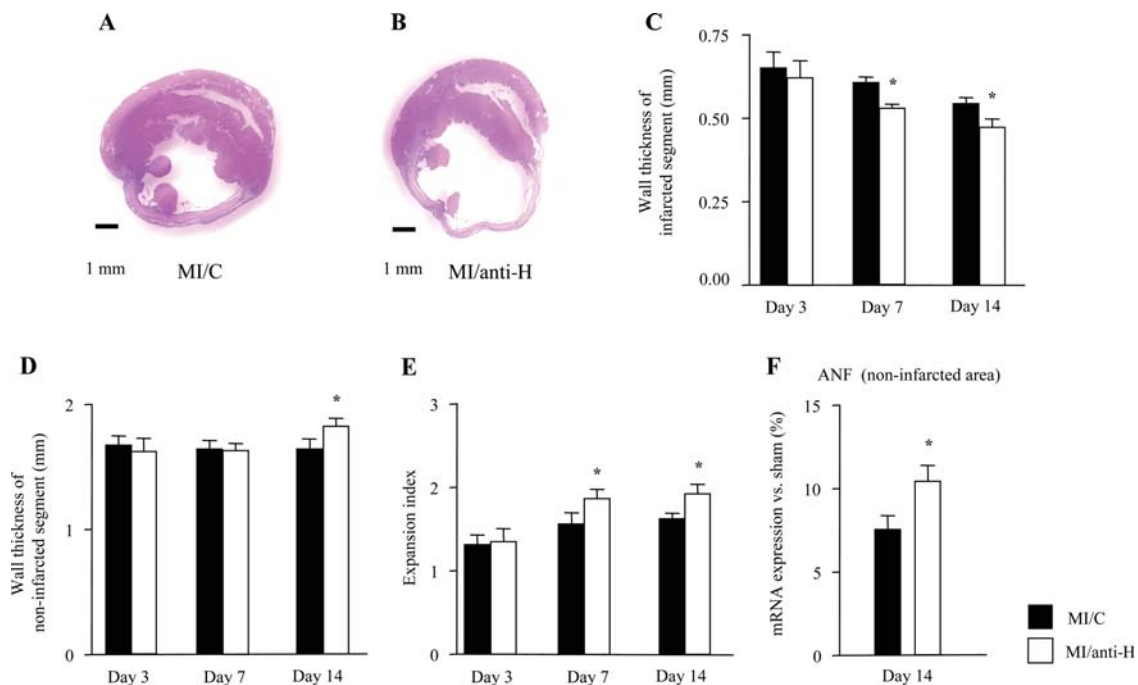 A
B
1 mm
MI/C
1 mm
MI/anti-H
C
Wall thickness of
infarcted segment (mm)
0.75
0.50
0.25
0.00
*
*
Day 3
Day 7
Day 14
D
Wall thickness of
non-infarcted segment (mm)
2
1
0
*
Day 3
Day 7
Day 14
E
Expansion index
3
2
1
0
*
*
Day 3
Day 7
Day 14
F
ANF (non-infarcted area)
mRNA expression vs. sham (%)
15
10
5
0
*
Day 14
MI/C
MI/anti-H